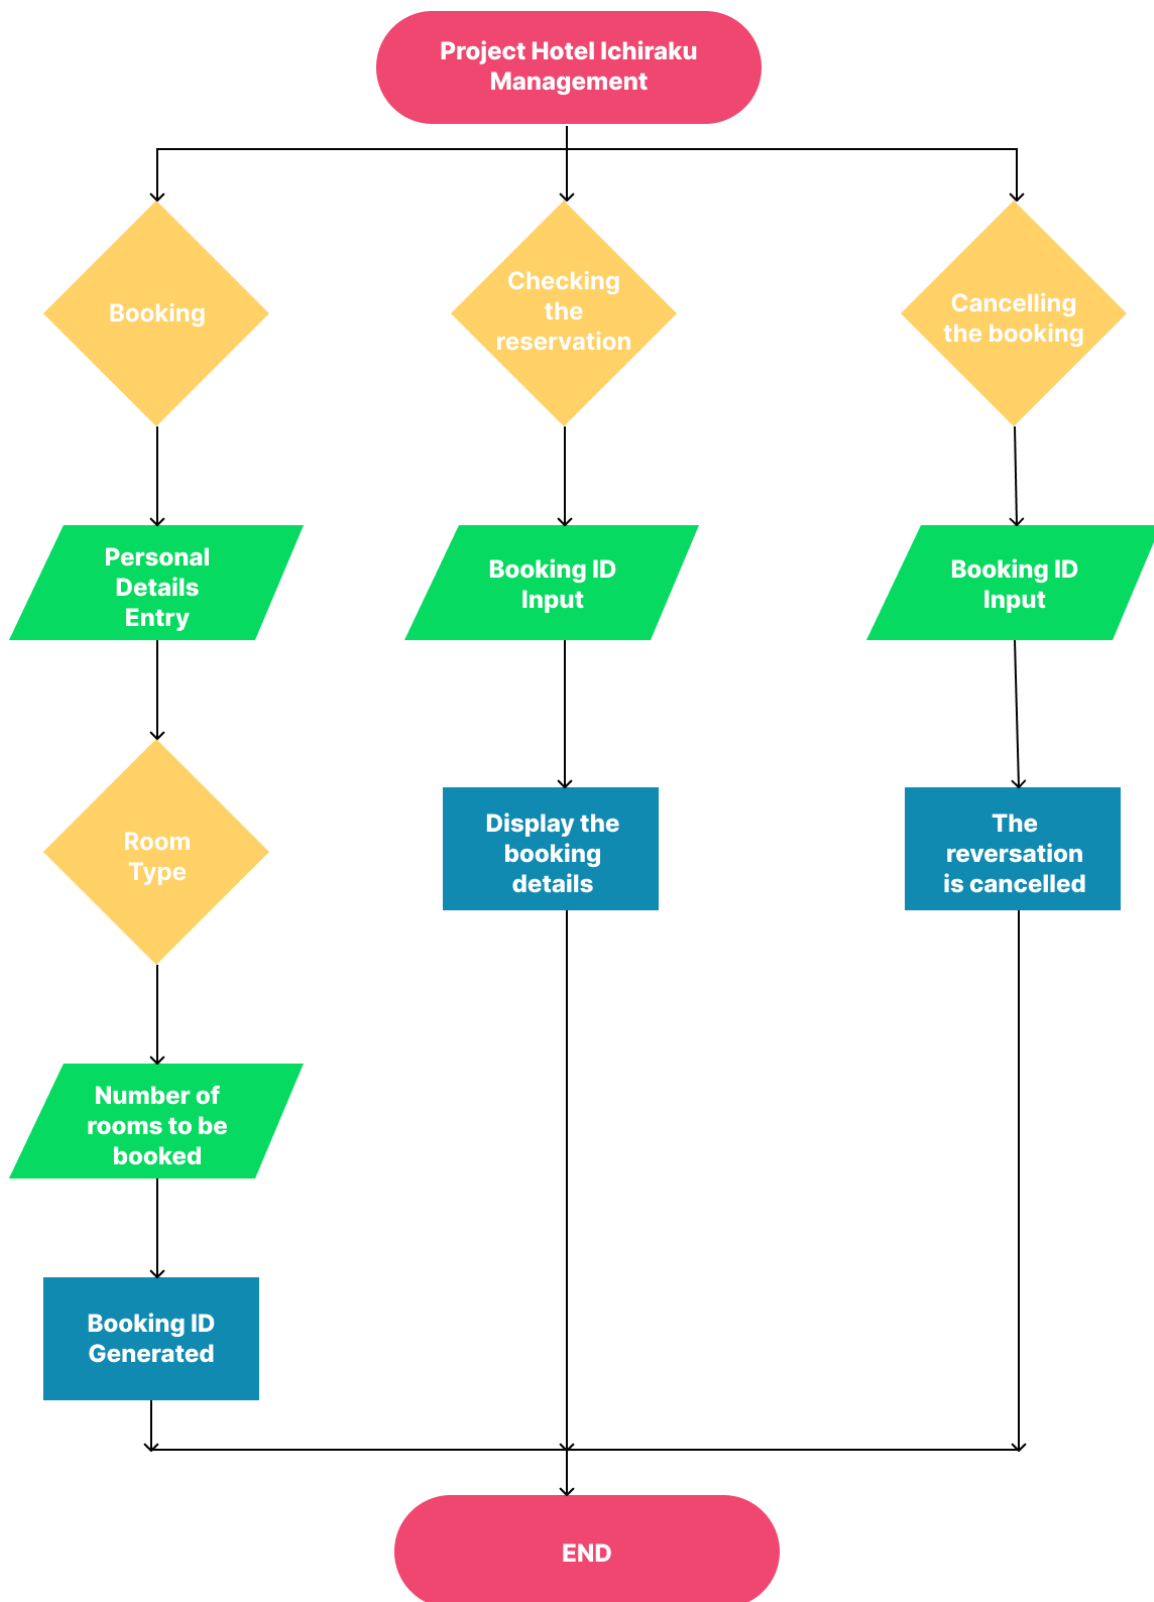 Project Hotel Ichiraku
Management
Booking
Checking
the
reservation
Cancelling
the booking
Personal
Details
Entry
Booking ID
Input
Booking ID
Input
Room
Type
Display the
booking
details
The
reversation
is cancelled
Number of
rooms to be
booked
Booking ID
Generated
END